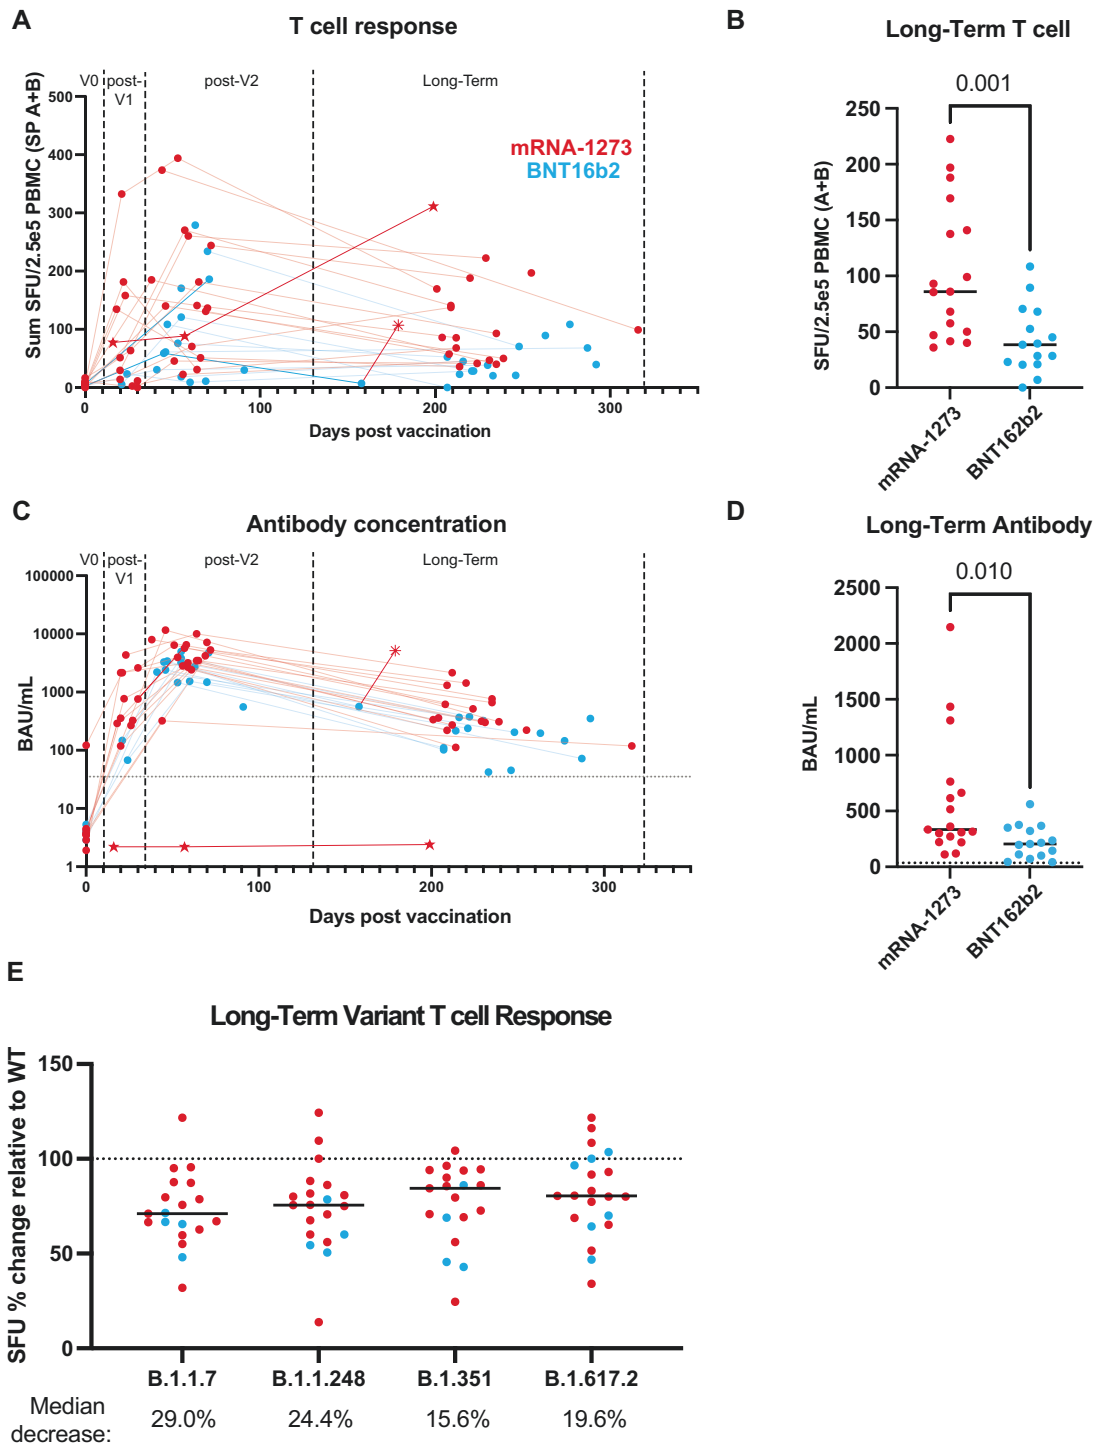 A
T cell response
V0
post-
V1
post-V2
Long-Term
Sum SFU/2.5e5 PBMC (SP A+B)
500
400
300
200
100
0
mRNA-1273
BNT16b2
0
100
200
300
Days post vaccination
B
Long-Term T cell
0.001
SFU/2.5e5 PBMC (A+B)
250
200
150
100
50
0
mRNA-1273
BNT162b2
C
Antibody concentration
V0
post-
V1
post-V2
Long-Term
BAU/mL
100000
10000
1000
100
10
1
0
100
200
300
Days post vaccination
D
Long-Term Antibody
0.010
BAU/mL
2500
2000
1500
1000
500
0
mRNA-1273
BNT162b2
E
Long-Term Variant T cell Response
SFU % change relative to WT
150
100
50
0
B.1.1.7
B.1.1.248
B.1.351
B.1.617.2
Median
decrease:
29.0%
24.4%
15.6%
19.6%